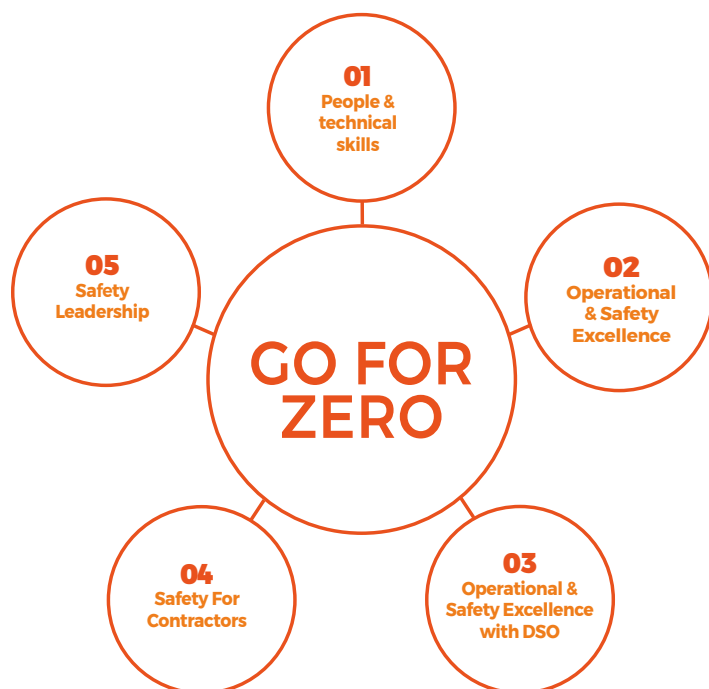 01
People &
technical
skills
02
Operational
& Safety
Excellence
03
Operational &
Safety Excellence
with DSO
04
Safety For
Contractors
05
Safety
Leadership
GO FOR
ZERO